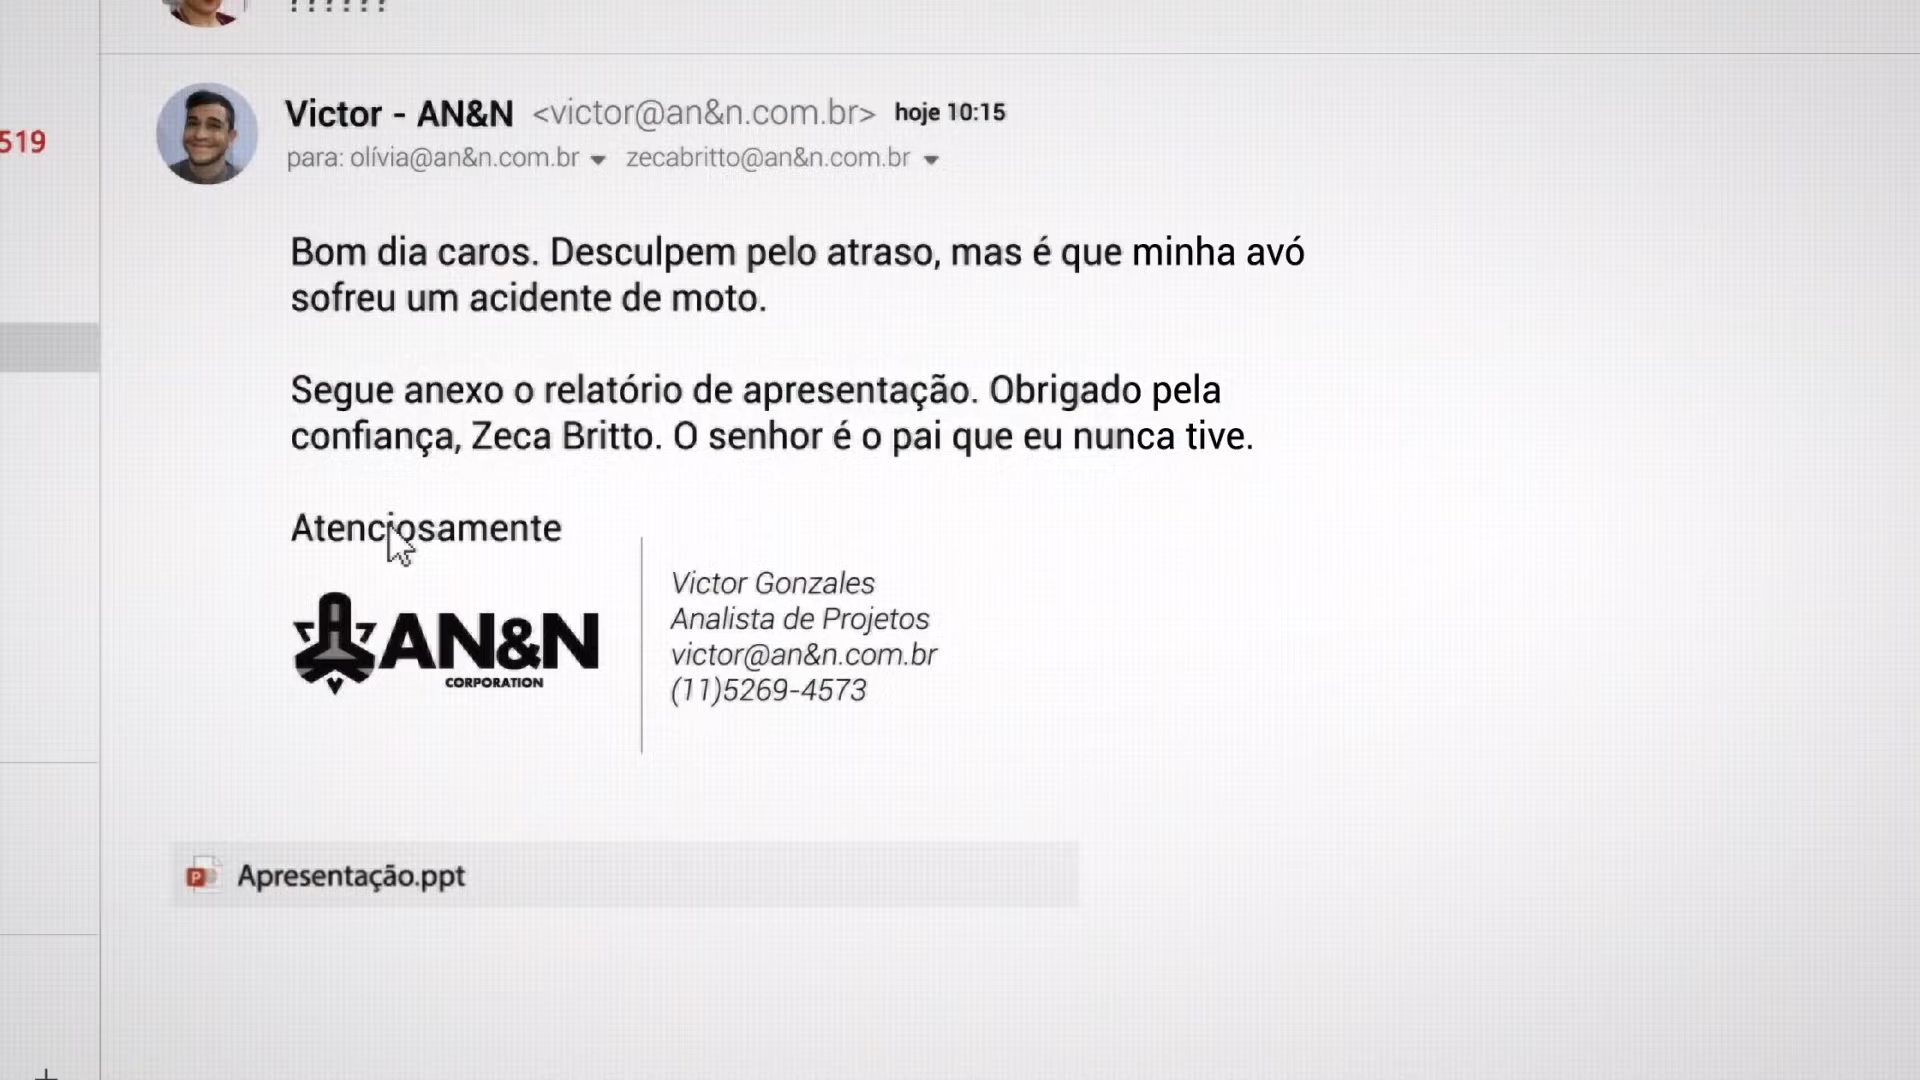 ??????
Victor - AN&N <victor@an&n.com.br> hoje 10:15
519
para: olívia@an&n.com.br zecabritto@an&n.com.br
Bom dia caros. Desculpem pelo atraso, mas é que minha avó
sofreu um acidente de moto.
Segue anexo o relatório de apresentação. Obrigado pela
confiança, Zeca Britto. O senhor é o pai que eu nunca tive.
Atenciosamente
AN&N
CORPORATION
Victor Gonzales
Analista de Projetos
victor@an&n.com.br
(11)5269-4573
P Apresentação.ppt